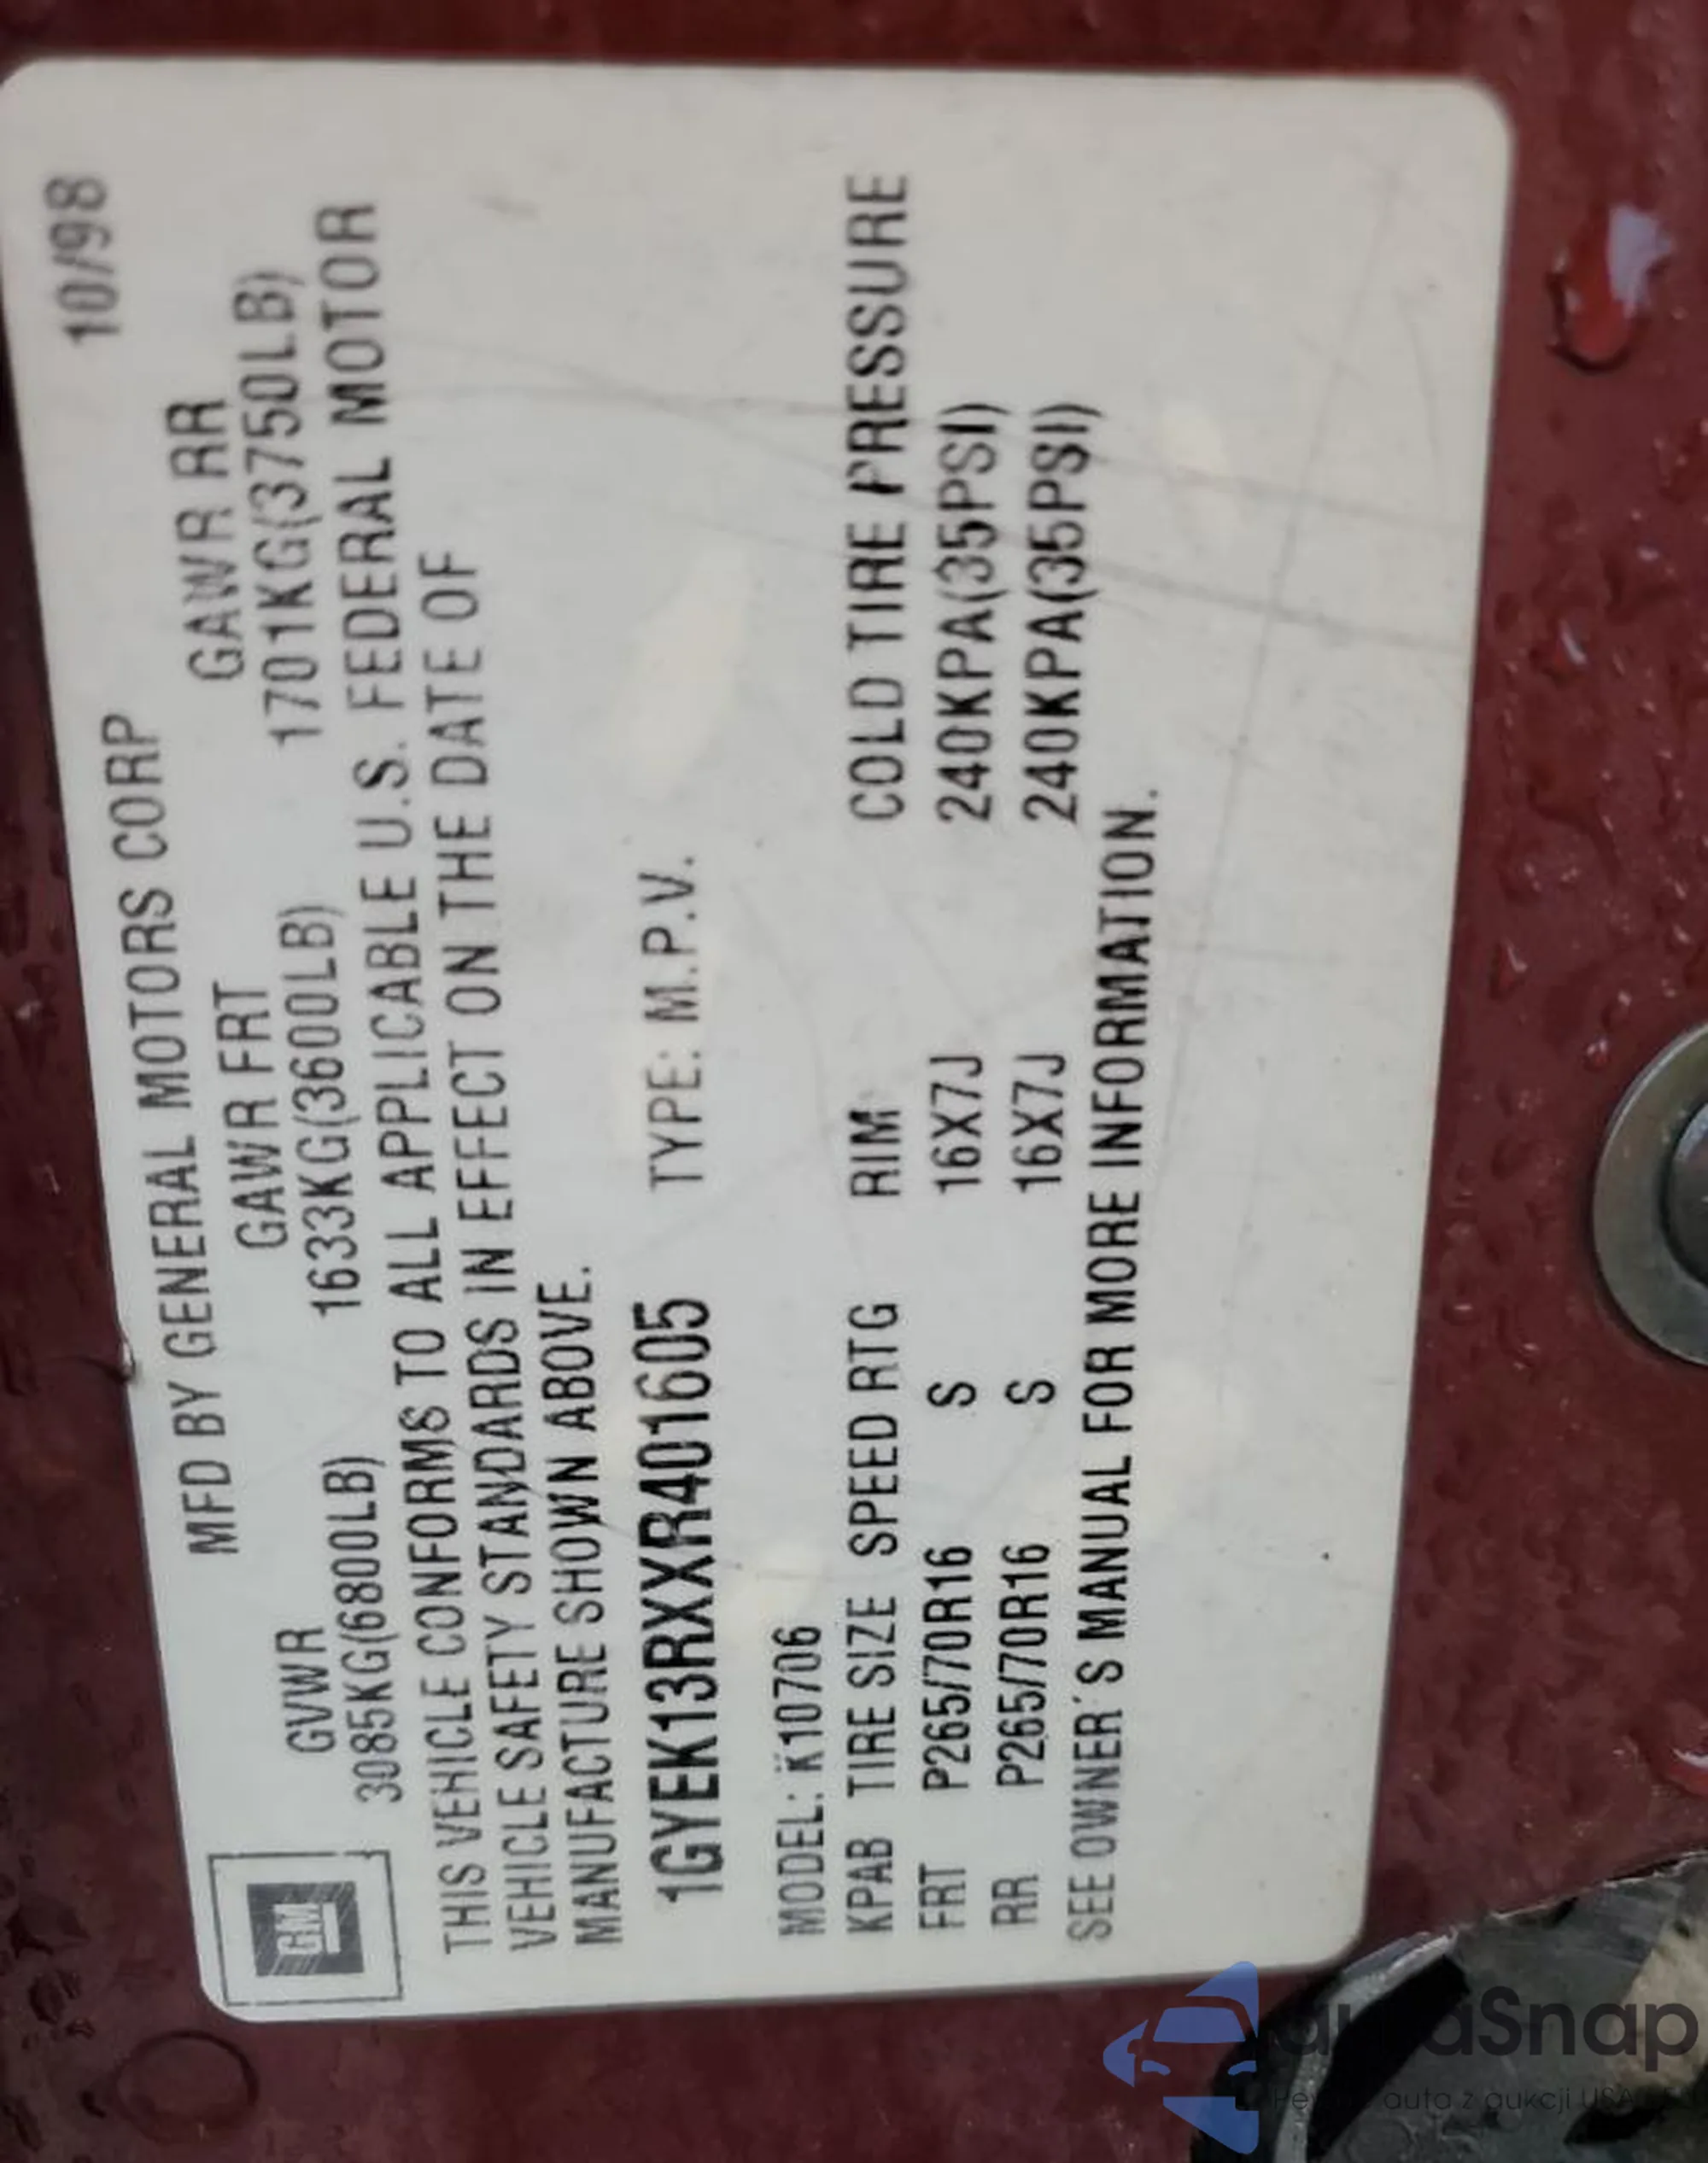 MFD BY GENERAL MOTORS CORP 10/98
GM
GVWR GAWR FRT GAWR RR
3085KG(6800LB) 1633KG(3600LB) 1701KG(3750LB)
THIS VEHICLE CONFORMS TO ALL APPLICABLE U.S. FEDERAL MOTOR
VEHICLE SAFETY STANDARDS IN EFFECT ON THE DATE OF
MANUFACTURE SHOWN ABOVE.
1GYEK13RXXR401605 TYPE: M.P.V.
MODEL: K10706
KPAB TIRE SIZE SPEED RTG RIM COLD TIRE PRESSURE
FRT P265/70R16 S 16X7J 240KPA(35PSI)
RR P265/70R16 S 16X7J 240KPA(35PSI)
SEE OWNER'S MANUAL FOR MORE INFORMATION.
auta z aukcji USA